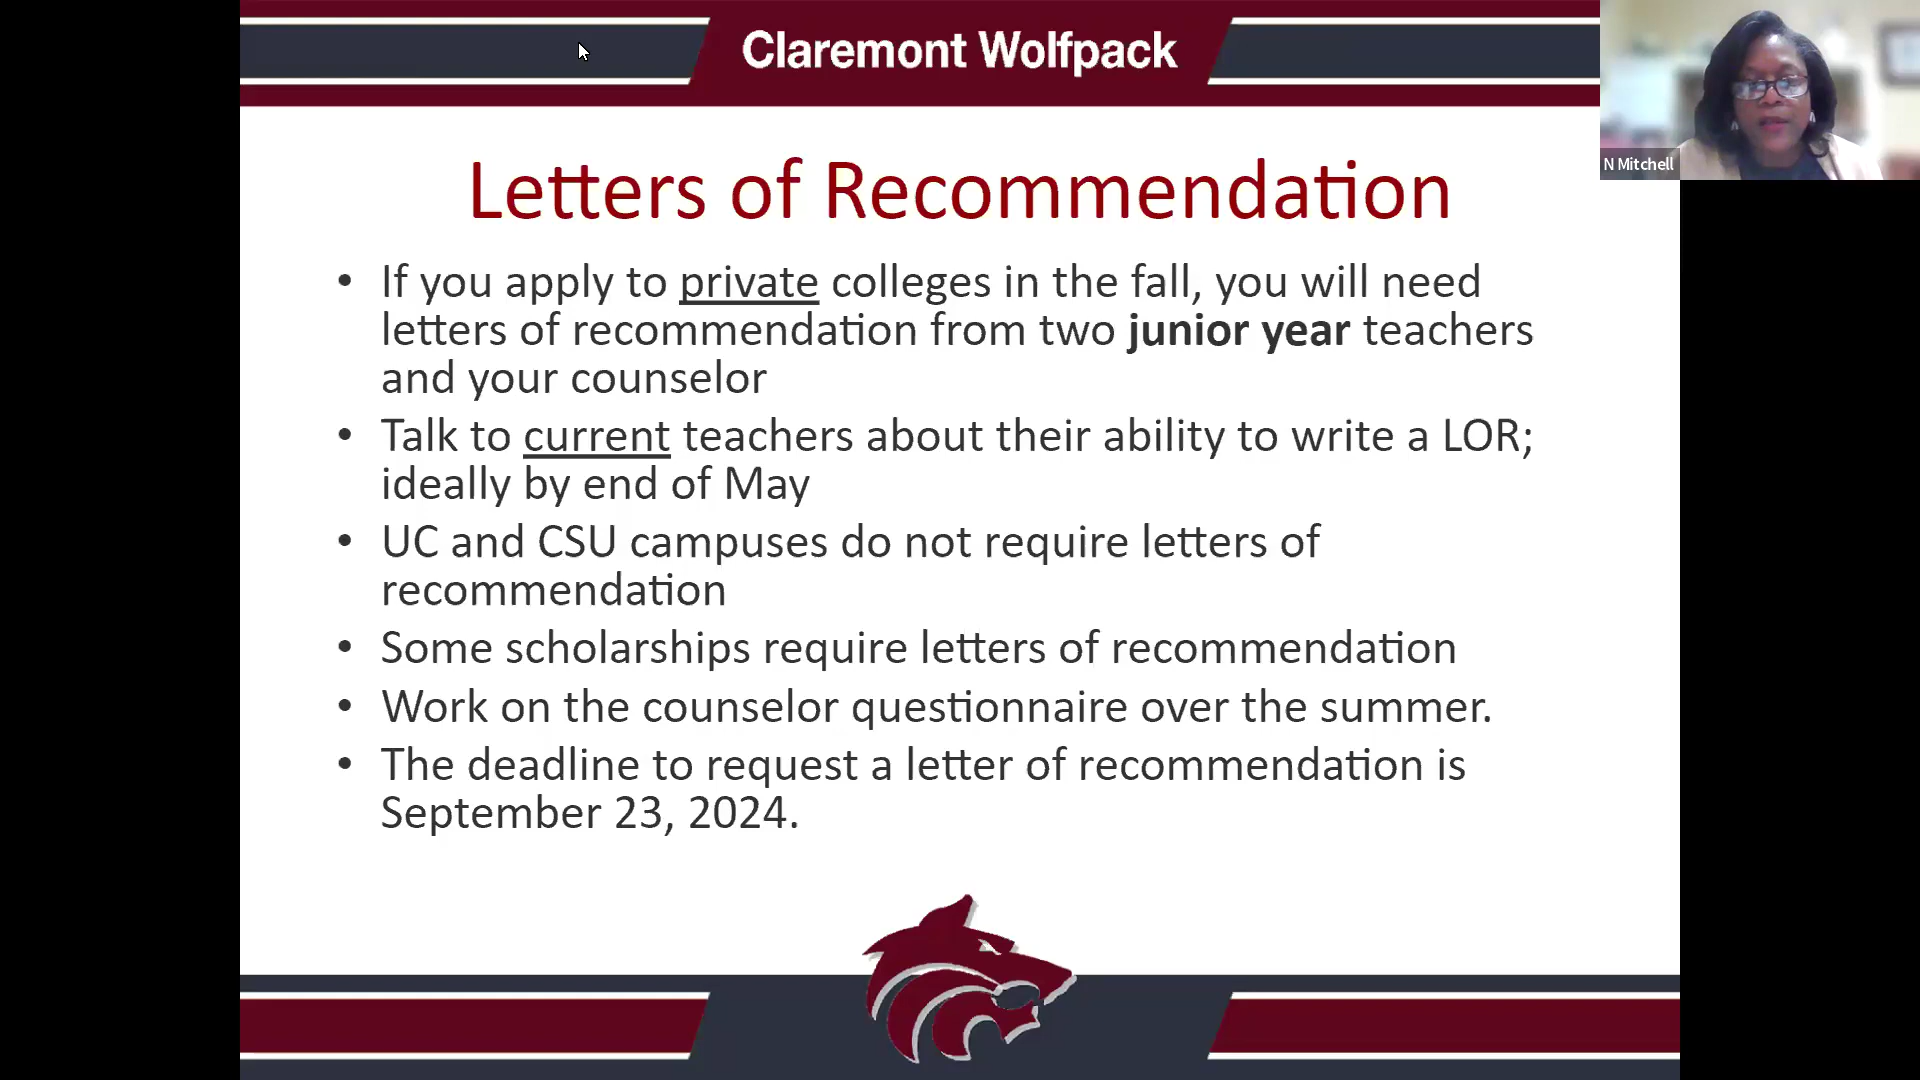 Claremont Wolfpack
N Mitchell
Letters of Recommendation
• If you apply to private colleges in the fall, you will need
letters of recommendation from two junior year teachers
and your counselor
• Talk to current teachers about their ability to write a LOR;
ideally by end of May
• UC and CSU campuses do not require letters of
recommendation
• Some scholarships require letters of recommendation
• Work on the counselor questionnaire over the summer.
• The deadline to request a letter of recommendation is
September 23, 2024.